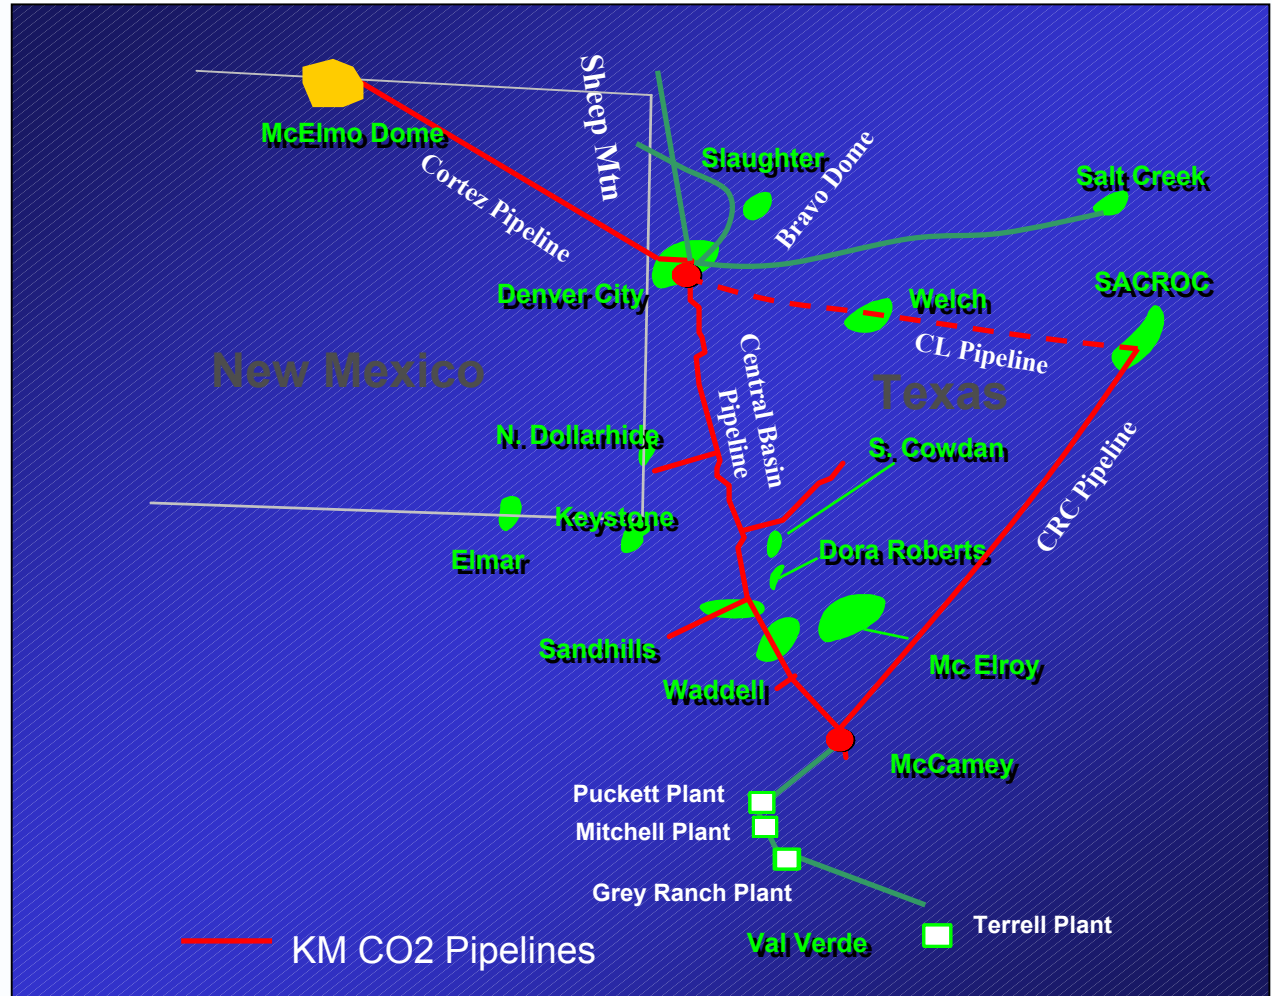 McElmo Dome
Cortez Pipeline
Sheep Mtn
Slaughter
Bravo Dome
Salt Creek
Denver City
Welch
SACROC
CL Pipeline
New Mexico
Texas
Central Basin
Pipeline
N. Dollarhide
S. Cowdan
CRC Pipeline
Keystone
Elmar
Dora Roberts
Sandhills
Mc Elroy
Waddell
McCamey
Puckett Plant
Mitchell Plant
Grey Ranch Plant
Terrell Plant
Val Verde
KM CO2 Pipelines